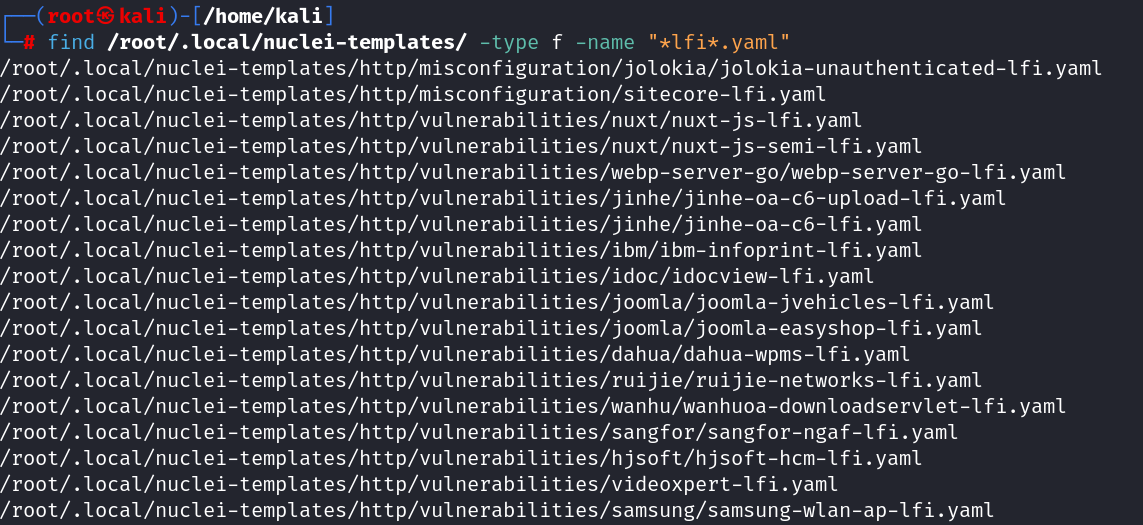 ┌──(root㉿kali)-[/home/kali]
└─# find /root/.local/nuclei-templates/ -type f -name "*lfi*.yaml"
/root/.local/nuclei-templates/http/misconfiguration/jolokia/jolokia-unauthenticated-lfi.yaml
/root/.local/nuclei-templates/http/misconfiguration/sitecore-lfi.yaml
/root/.local/nuclei-templates/http/vulnerabilities/nuxt/nuxt-js-lfi.yaml
/root/.local/nuclei-templates/http/vulnerabilities/nuxt/nuxt-js-semi-lfi.yaml
/root/.local/nuclei-templates/http/vulnerabilities/webp-server-go/webp-server-go-lfi.yaml
/root/.local/nuclei-templates/http/vulnerabilities/jinhe/jinhe-oa-c6-upload-lfi.yaml
/root/.local/nuclei-templates/http/vulnerabilities/jinhe/jinhe-oa-c6-lfi.yaml
/root/.local/nuclei-templates/http/vulnerabilities/ibm/ibm-infoprint-lfi.yaml
/root/.local/nuclei-templates/http/vulnerabilities/idoc/idocview-lfi.yaml
/root/.local/nuclei-templates/http/vulnerabilities/joomla/joomla-jvehicles-lfi.yaml
/root/.local/nuclei-templates/http/vulnerabilities/joomla/joomla-easyshop-lfi.yaml
/root/.local/nuclei-templates/http/vulnerabilities/dahua/dahua-wpms-lfi.yaml
/root/.local/nuclei-templates/http/vulnerabilities/ruijie/ruijie-networks-lfi.yaml
/root/.local/nuclei-templates/http/vulnerabilities/wanhu/wanhuoa-downloadservlet-lfi.yaml
/root/.local/nuclei-templates/http/vulnerabilities/sangfor/sangfor-ngaf-lfi.yaml
/root/.local/nuclei-templates/http/vulnerabilities/hjsoft/hjsoft-hcm-lfi.yaml
/root/.local/nuclei-templates/http/vulnerabilities/videoxpert-lfi.yaml
/root/.local/nuclei-templates/http/vulnerabilities/samsung/samsung-wlan-ap-lfi.yaml